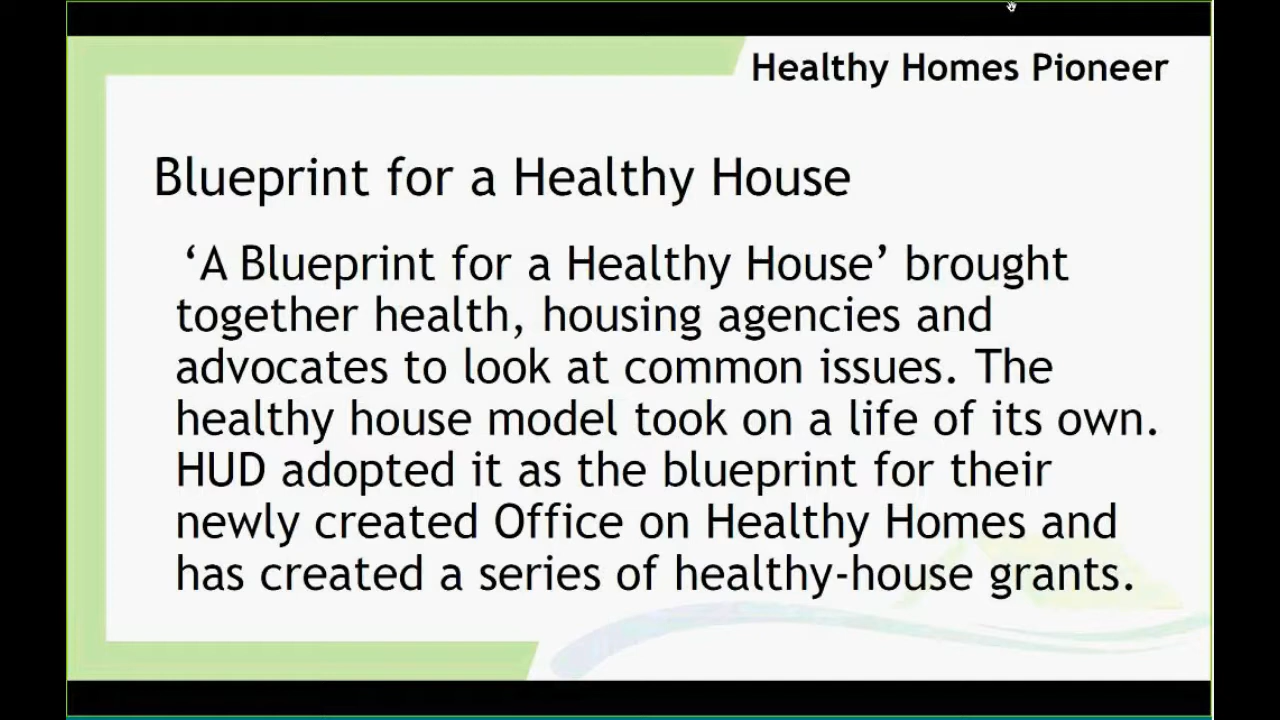 Healthy Homes Pioneer
Blueprint for a Healthy House
‘A Blueprint for a Healthy House’ brought
together health, housing agencies and
advocates to look at common issues. The
healthy house model took on a life of its own.
HUD adopted it as the blueprint for their
newly created Office on Healthy Homes and
has created a series of healthy-house grants.